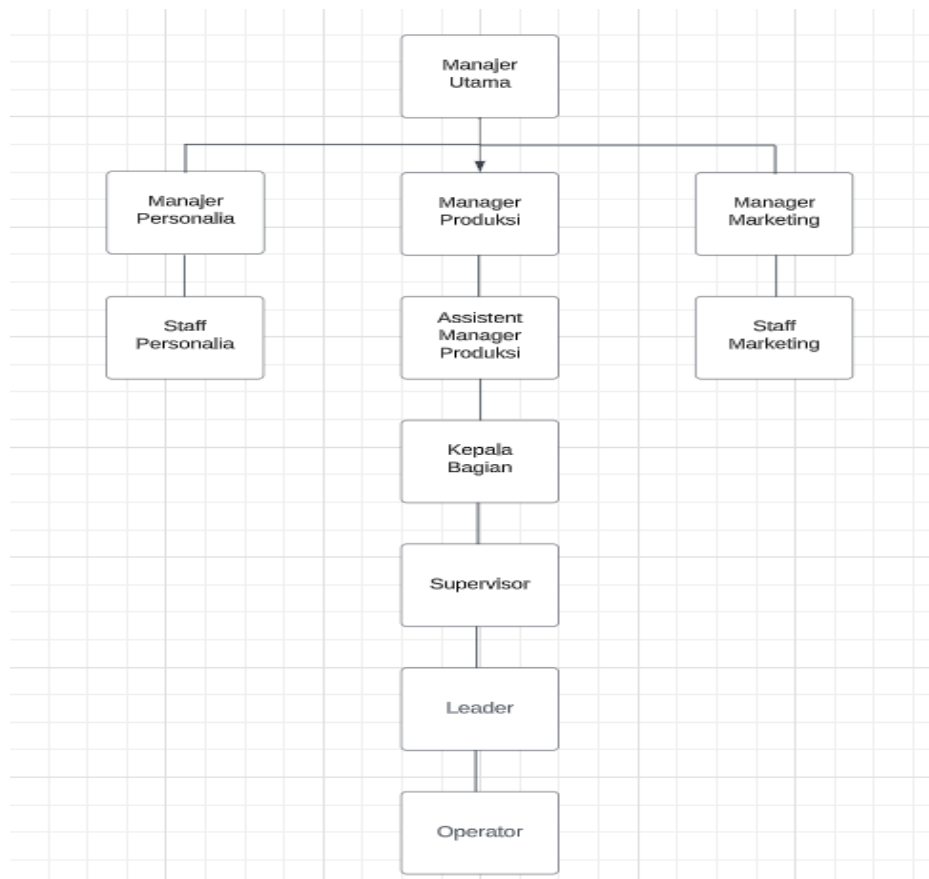 Manajer
Utama
Manajer
Personalia
Manager
Produksi
Manager
Marketing
Staff
Personalia
Assistent
Manager
Produksi
Staff
Marketing
Kepala
Bagian
Supervisor
Leader
Operator